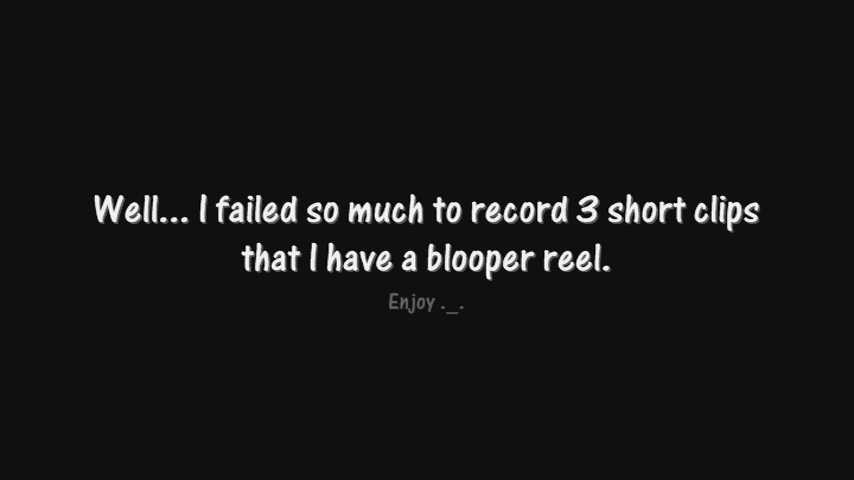 Well... I failed so much to record 3 short clips
that I have a blooper reel.
Enjoy ._.